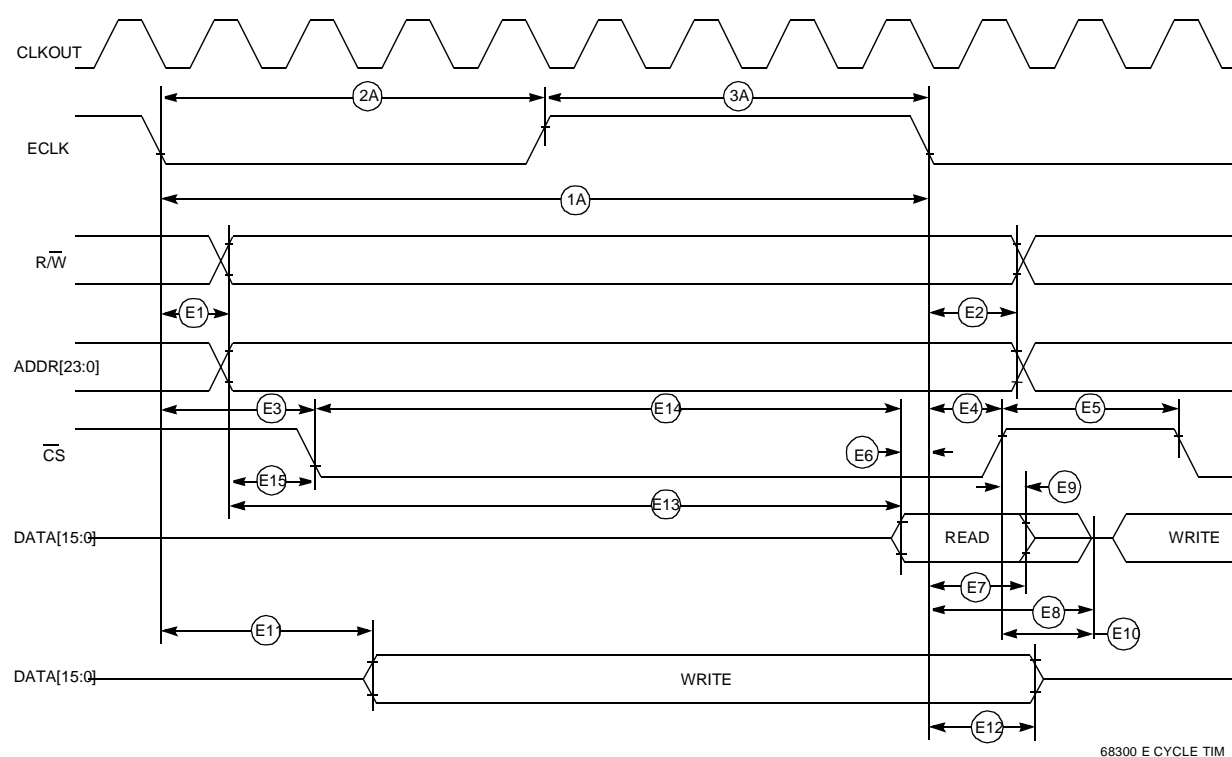 CLKOUT
2A
3A
ECLK
1A
R/W̅
E1
E2
ADDR[23:0]
E3
E14
E4
E5
C̅S̅
E6
E15
E9
E13
DATA[15:0]
READ
WRITE
E7
E8
E11
E10
DATA[15:0]
WRITE
E12
68300 E CYCLE TIM